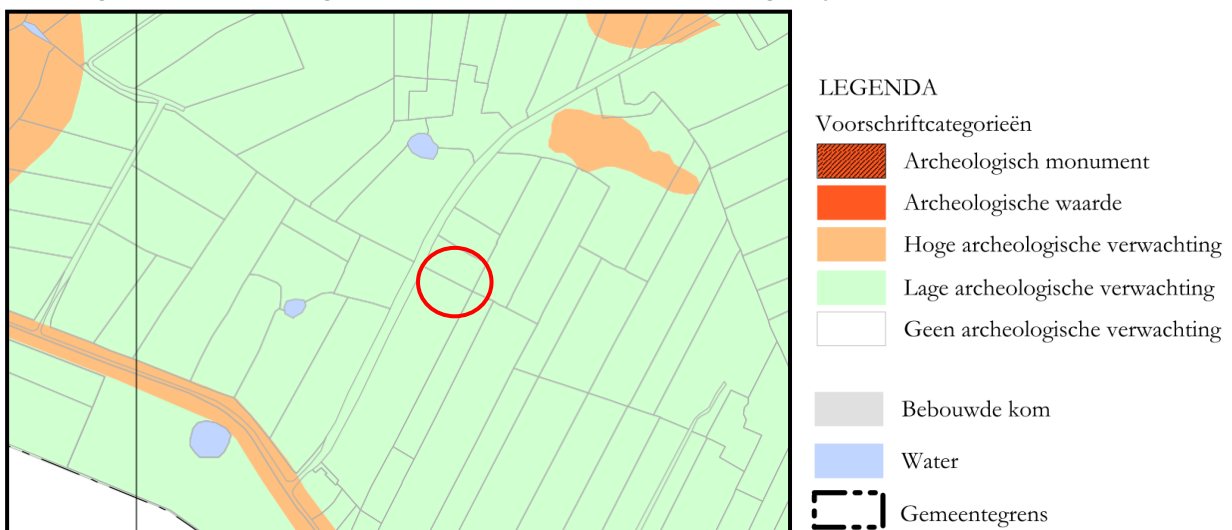 LEGENDA
Voorschriftcategorieën
Archeologisch monument
Archeologische waarde
Hoge archeologische verwachting
Lage archeologische verwachting
Geen archeologische verwachting
Bebouwde kom
Water
Gemeentegrens